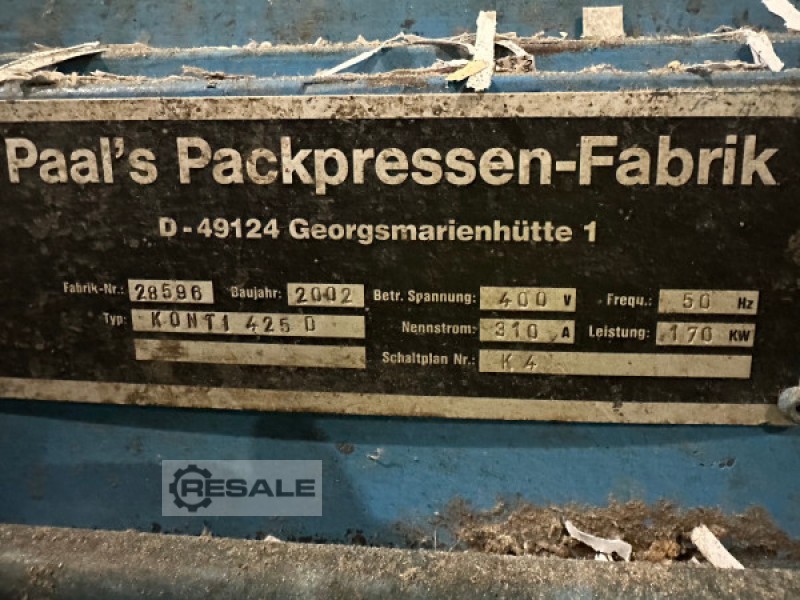 Paal's Packpressen-Fabrik
D-49124 Georgsmarienhütte 1
Fabrik-Nr.: 28596 Baujahr: 2002 Betr. Spannung: 400 V Frequ.: 50 Hz
Typ: KONTI 425 D Nennstrom: 310 A Leistung: 170 KW
Schaltplan Nr.: K 4
RESALE